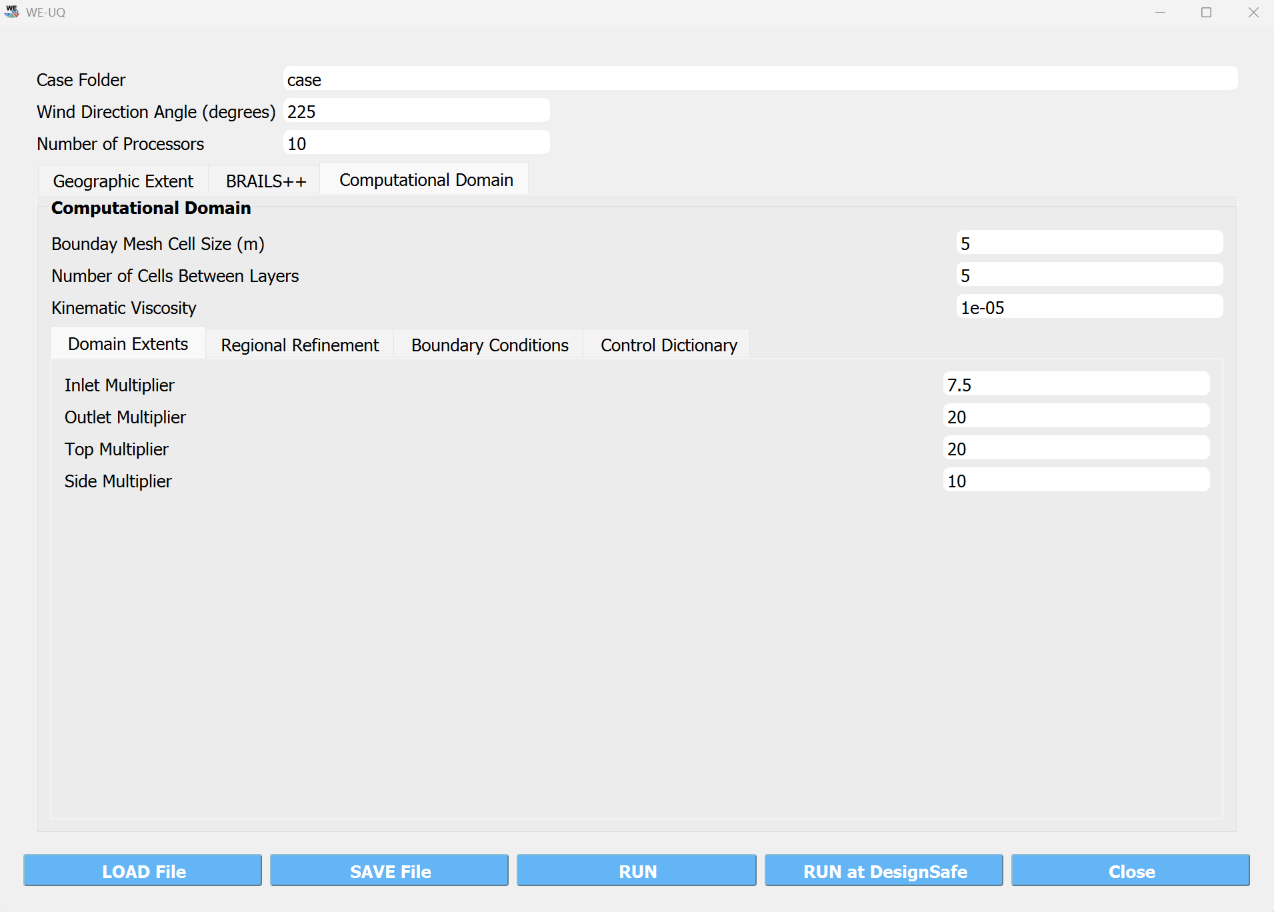 WE-UQ
Case Folder case
Wind Direction Angle (degrees) 225
Number of Processors 10
Geographic Extent BRAILS++ Computational Domain
Computational Domain
Bounday Mesh Cell Size (m) 5
Number of Cells Between Layers 5
Kinematic Viscosity 1e-05
Domain Extents Regional Refinement Boundary Conditions Control Dictionary
Inlet Multiplier 7.5
Outlet Multiplier 20
Top Multiplier 20
Side Multiplier 10
LOAD File SAVE File RUN RUN at DesignSafe Close